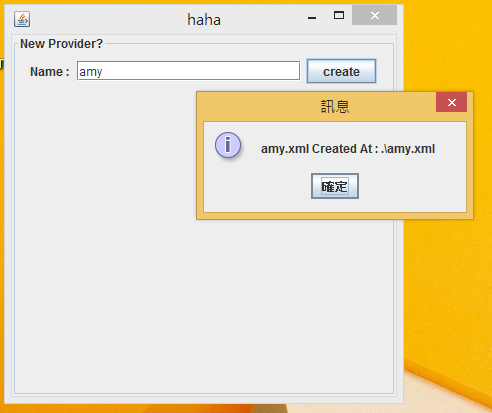 haha
New Provider?
Name : amy create
訊息
amy.xml Created At : .\amy.xml
確定